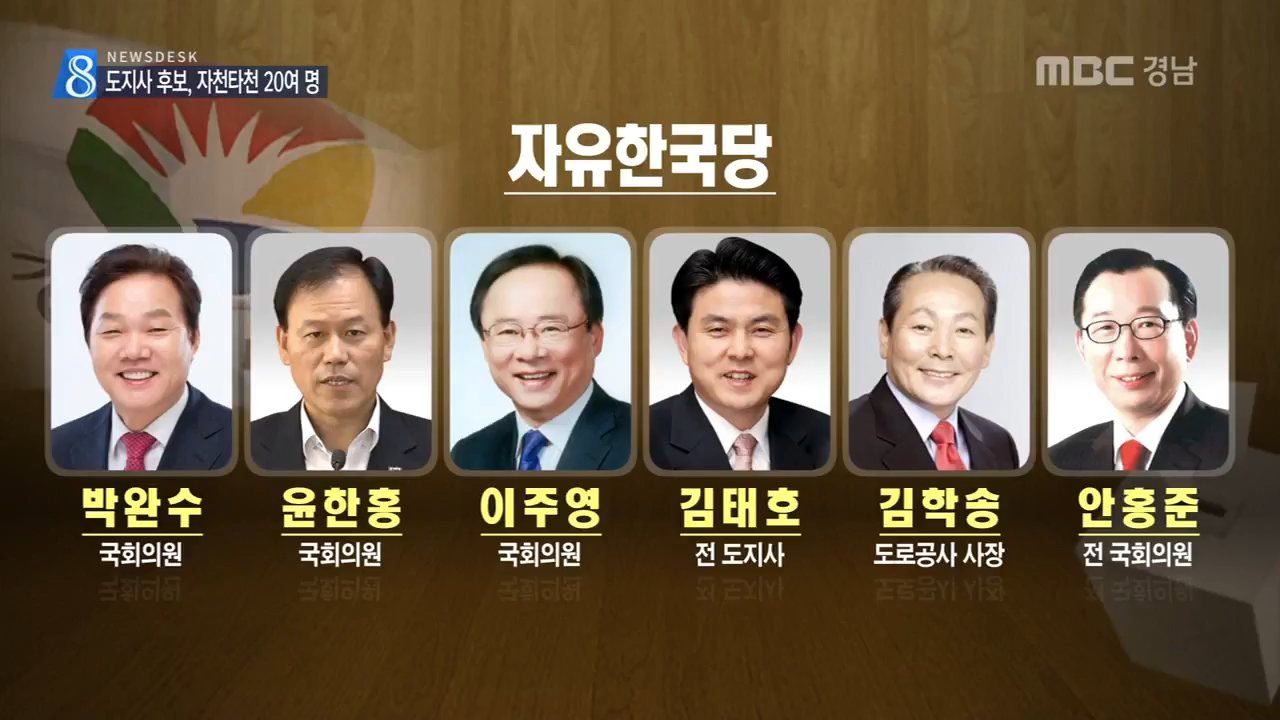 NEWSDESK
8 도지사 후보, 자천타천 20여 명
MBC 경남
자유한국당
박완수 윤한홍 이주영 김태호 김학송 안홍준
국회의원 국회의원 국회의원 전 도지사 도로공사 사장 전 국회의원